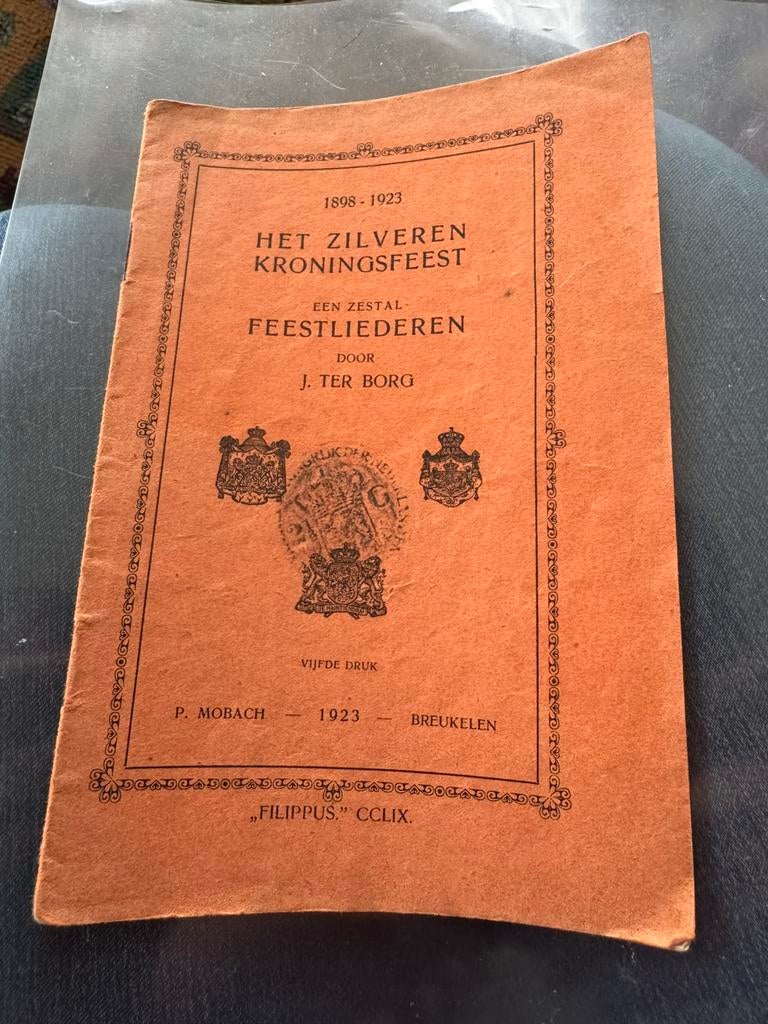 1898 - 1923
HET ZILVEREN
KRONINGSFEEST
EEN ZESTAL
FEESTLIEDEREN
DOOR
J. TER BORG
VIJFDE DRUK
P. MOBACH — 1923 — BREUKELEN
„FILIPPUS.” CCLIX.